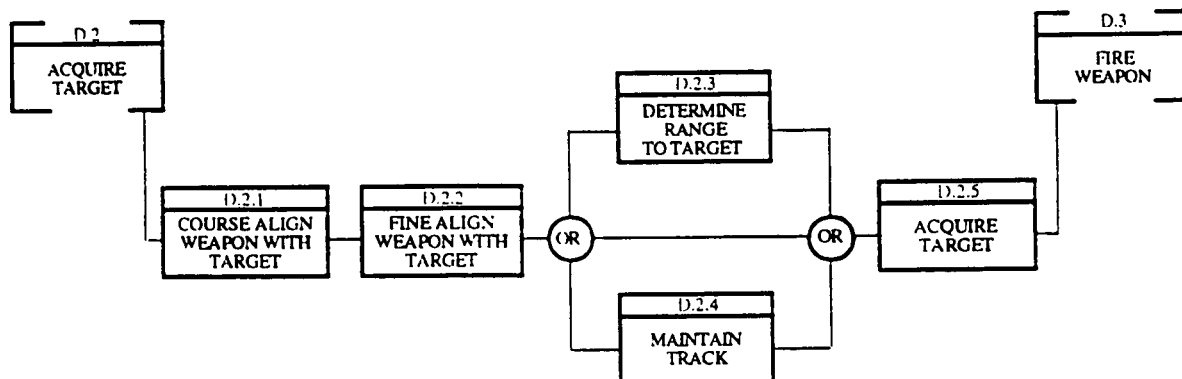 D.2
ACQUIRE
TARGET
D.2.1
COURSE ALIGN
WEAPON WITH
TARGET
D.2.2
FINE ALIGN
WEAPON WITH
TARGET
OR
D.2.3
DETERMINE
RANGE
TO TARGET
D.2.4
MAINTAIN
TRACK
OR
D.2.5
ACQUIRE
TARGET
D.3
FIRE
WEAPON